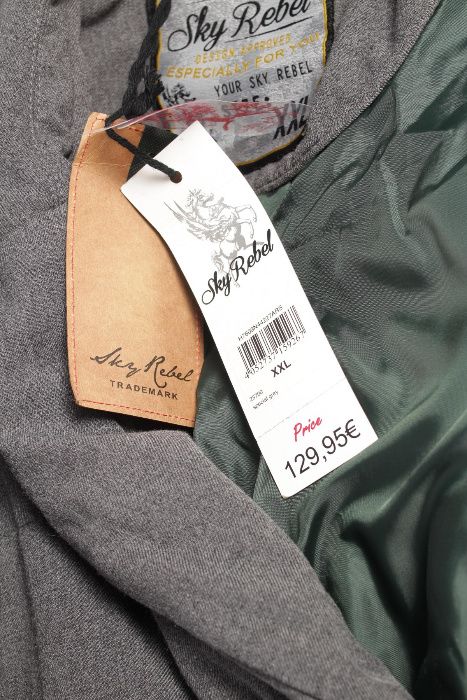 Sky Rebel
DESIGN APPROVED
ESPECIALLY FOR YOU
YOUR SKY REBEL
XXL
Sky Rebel
XXL
Sky Rebel
TRADEMARK
Price
129,95€